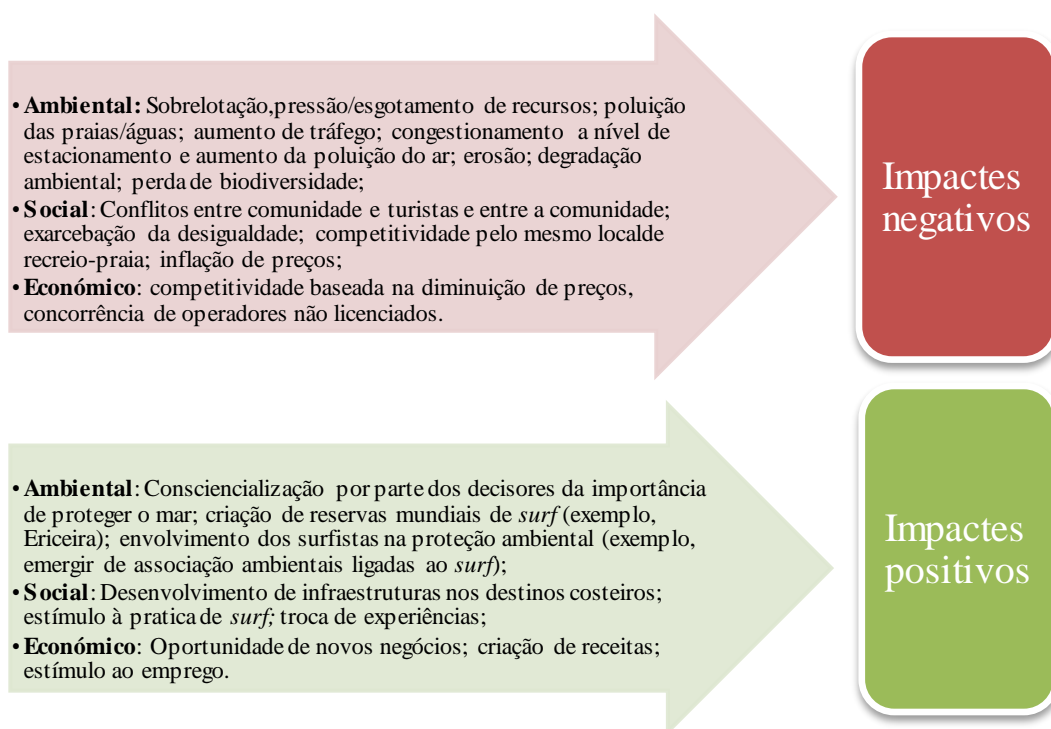 • Ambiental: Sobrelotação,pressão/esgotamento de recursos; poluição
das praias/águas; aumento de tráfego; congestionamento a nível de
estacionamento e aumento da poluição do ar; erosão; degradação
ambiental; perda de biodiversidade;
• Social: Conflitos entre comunidade e turistas e entre a comunidade;
exarcebação da desigualdade; competitividade pelo mesmo localde
recreio-praia; inflação de preços;
• Económico: competitividade baseada na diminuição de preços,
concorrência de operadores não licenciados.
Impactes
negativos
• Ambiental: Consciencialização por parte dos decisores da importância
de proteger o mar; criação de reservas mundiais de surf (exemplo,
Ericeira); envolvimento dos surfistas na proteção ambiental (exemplo,
emergir de associação ambientais ligadas ao surf);
• Social: Desenvolvimento de infraestruturas nos destinos costeiros;
estímulo à pratica de surf; troca de experiências;
• Económico: Oportunidade de novos negócios; criação de receitas;
estímulo ao emprego.
Impactes
positivos